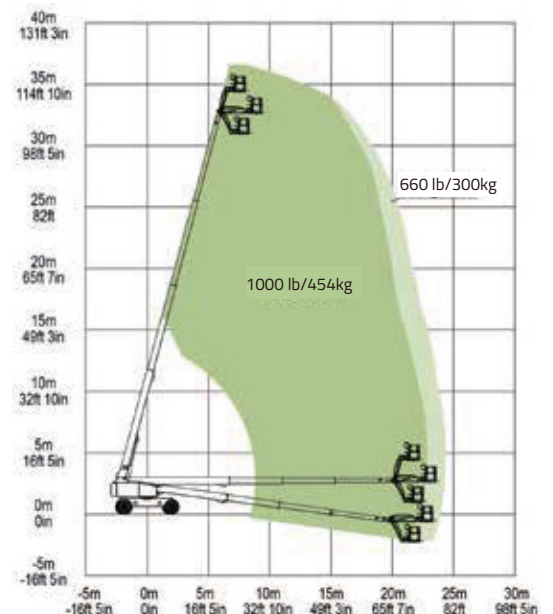 40m
131ft 3in
35m
114ft 10in
30m
98ft 5in
25m
82ft
20m
65ft 7in
15m
49ft 3in
10m
32ft 10in
5m
16ft 5in
0m
0in
-5m
-16ft 5in
660 lb/300kg
1000 lb/454kg
-5m 0m 5m 10m 15m 20m 25m 30m
-16ft 5in 0in 16ft 5in 32ft 10in 49ft 3in 65ft 7in 82ft 98ft 5in